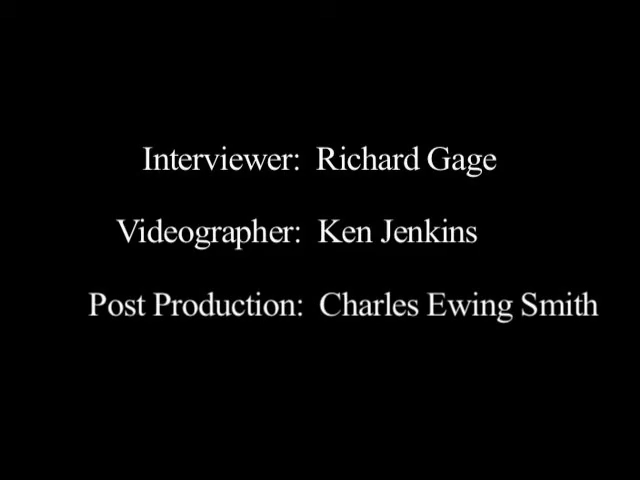 Interviewer: Richard Gage
Videographer: Ken Jenkins
Post Production: Charles Ewing Smith